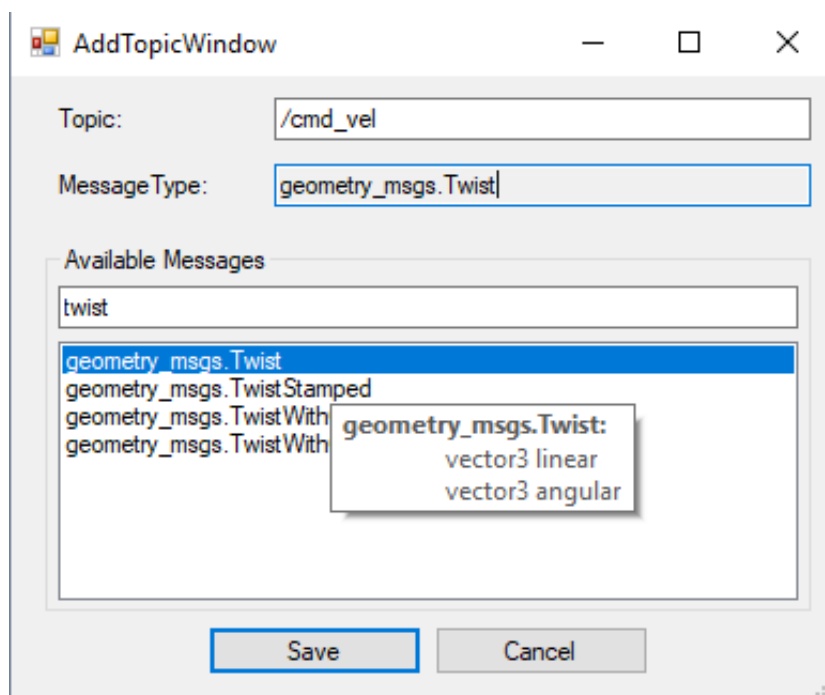 AddTopicWindow
Topic: /cmd_vel
MessageType: geometry_msgs.Twist
Available Messages
twist
geometry_msgs.Twist
geometry_msgs.TwistStamped
geometry_msgs.TwistWith
geometry_msgs.TwistWith
geometry_msgs.Twist:
vector3 linear
vector3 angular
Save Cancel